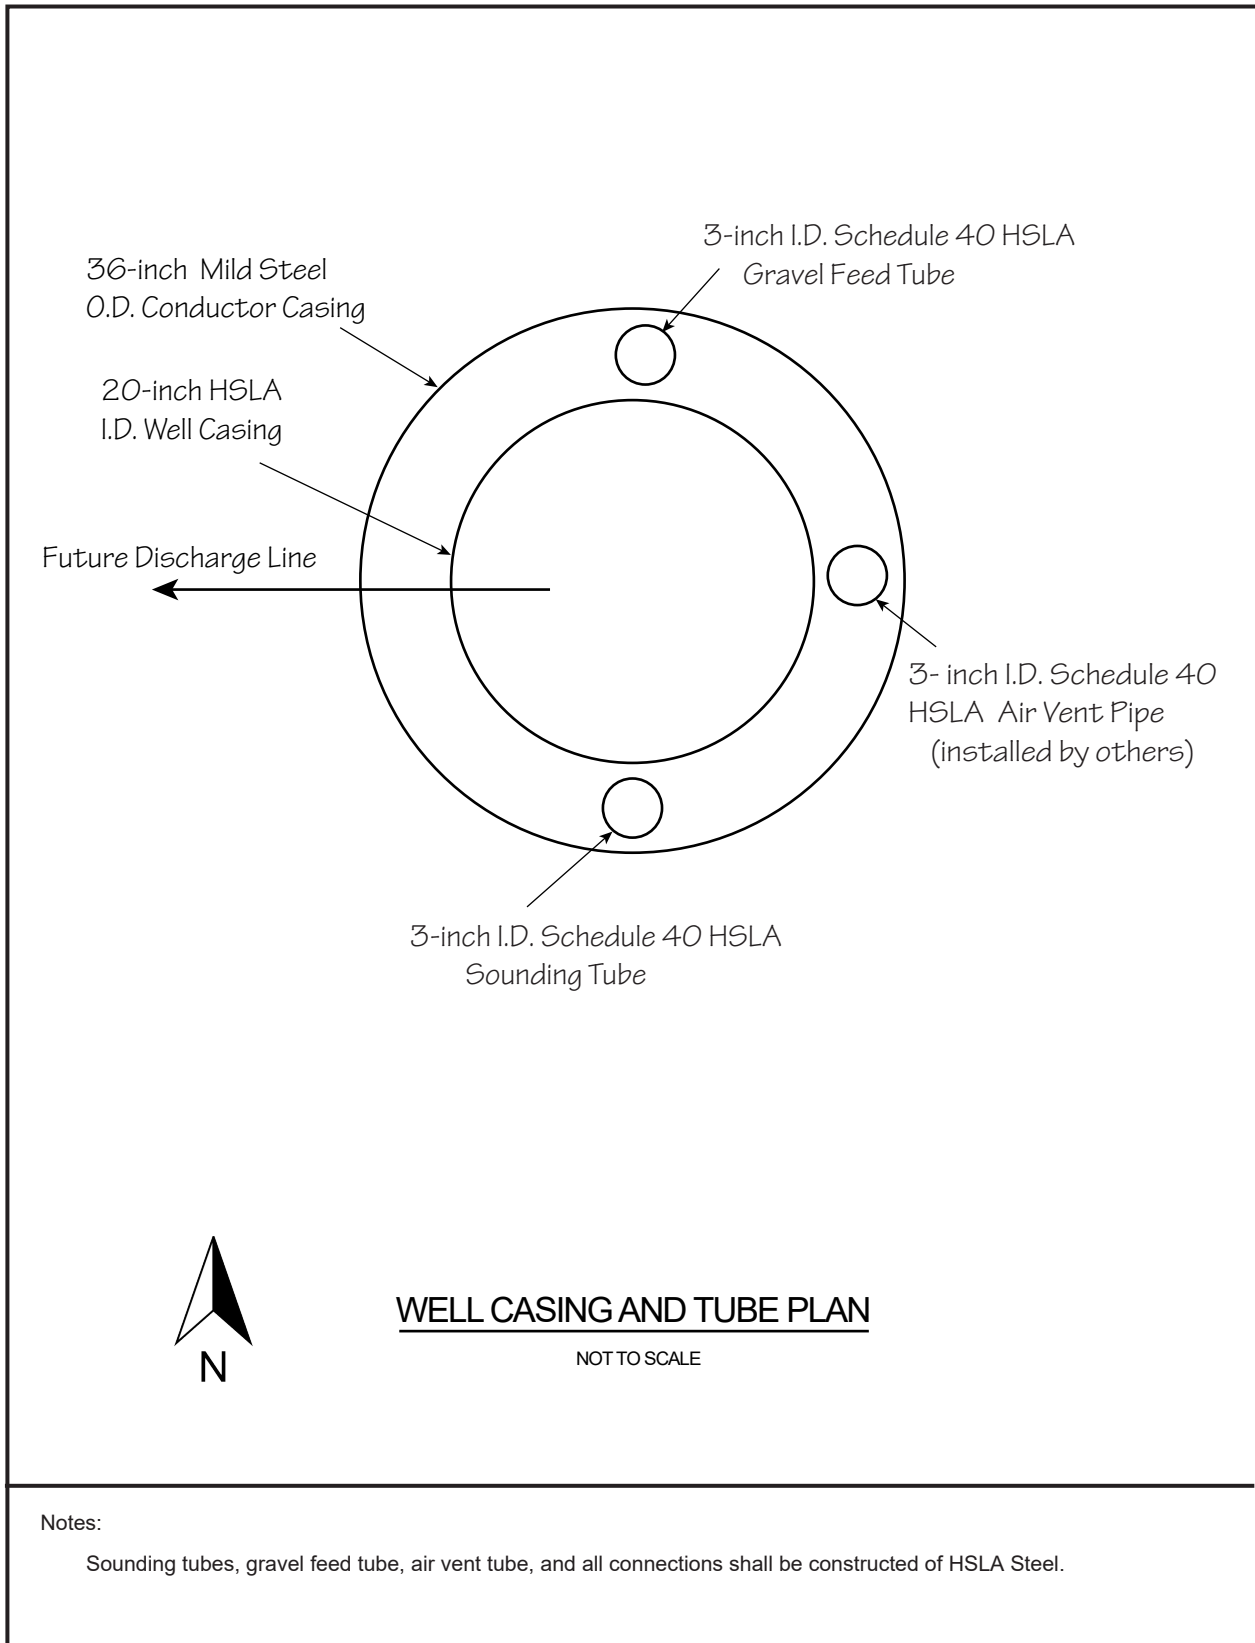 3-inch I.D. Schedule 40 HSLA
Gravel Feed Tube
36-inch Mild Steel
O.D. Conductor Casing
20-inch HSLA
I.D. Well Casing
Future Discharge Line
3- inch I.D. Schedule 40
HSLA Air Vent Pipe
(installed by others)
3-inch I.D. Schedule 40 HSLA
Sounding Tube
N
WELL CASING AND TUBE PLAN
NOT TO SCALE
Notes:
Sounding tubes, gravel feed tube, air vent tube, and all connections shall be constructed of HSLA Steel.